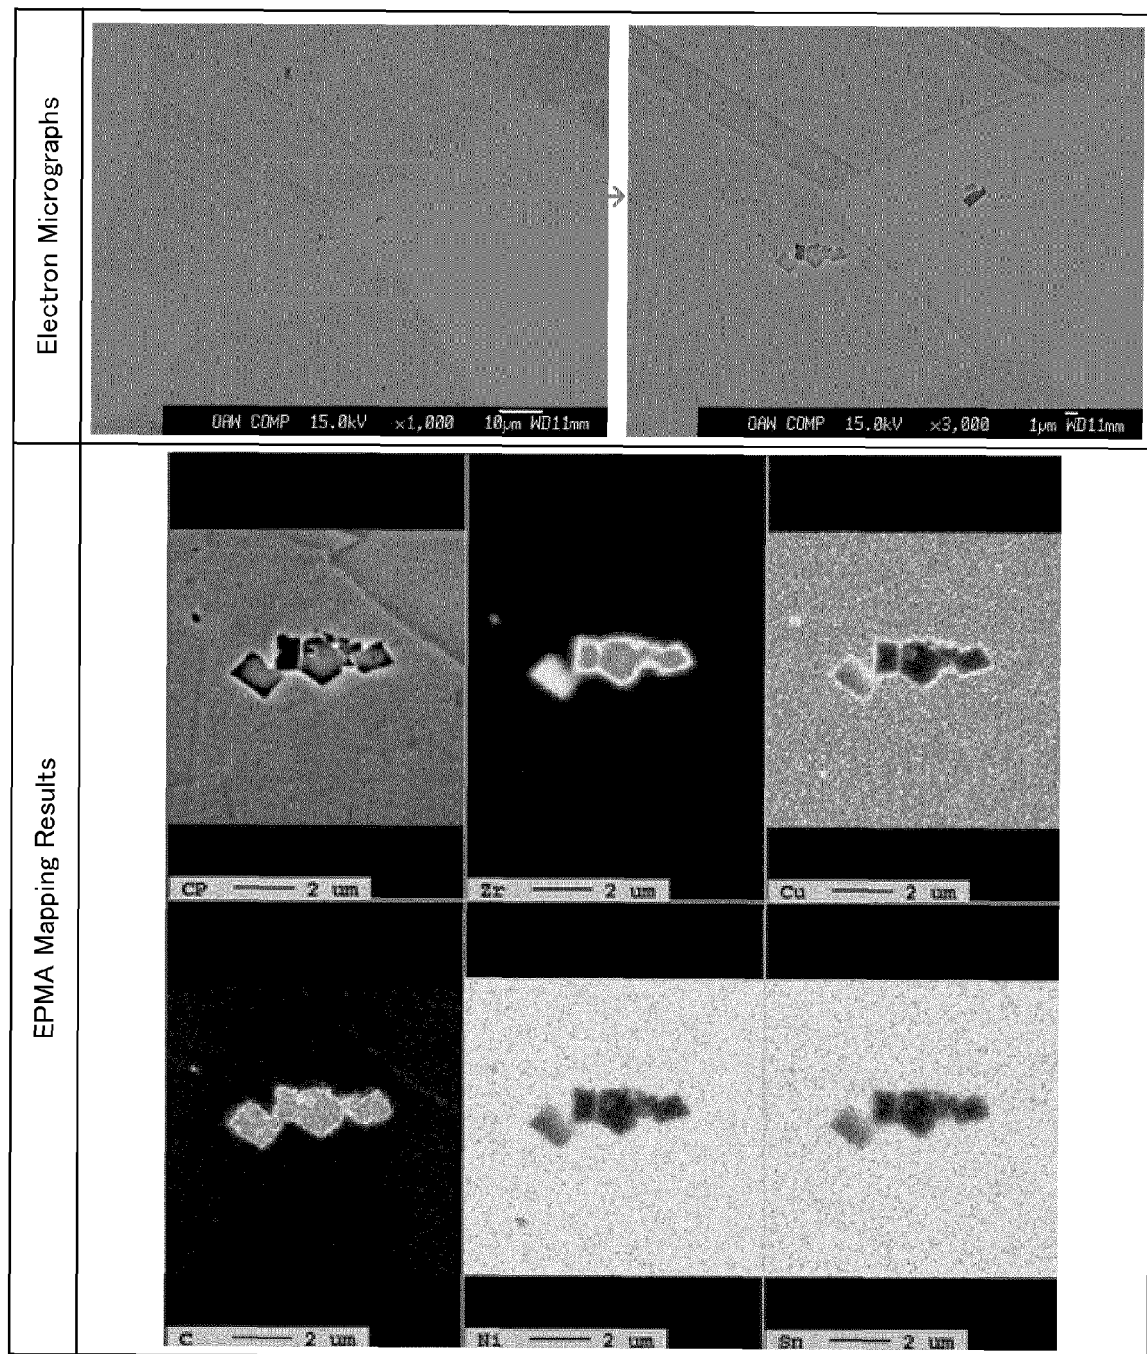 Electron Micrographs
OAW COMP 15.0kV ×1,000 10μm WD11mm
OAW COMP 15.0kV ×3,000 1μm WD11mm
EPMA Mapping Results
CP 2 um
Zr 2 um
Cu 2 um
C 2 um
Ni 2 um
Sn 2 um